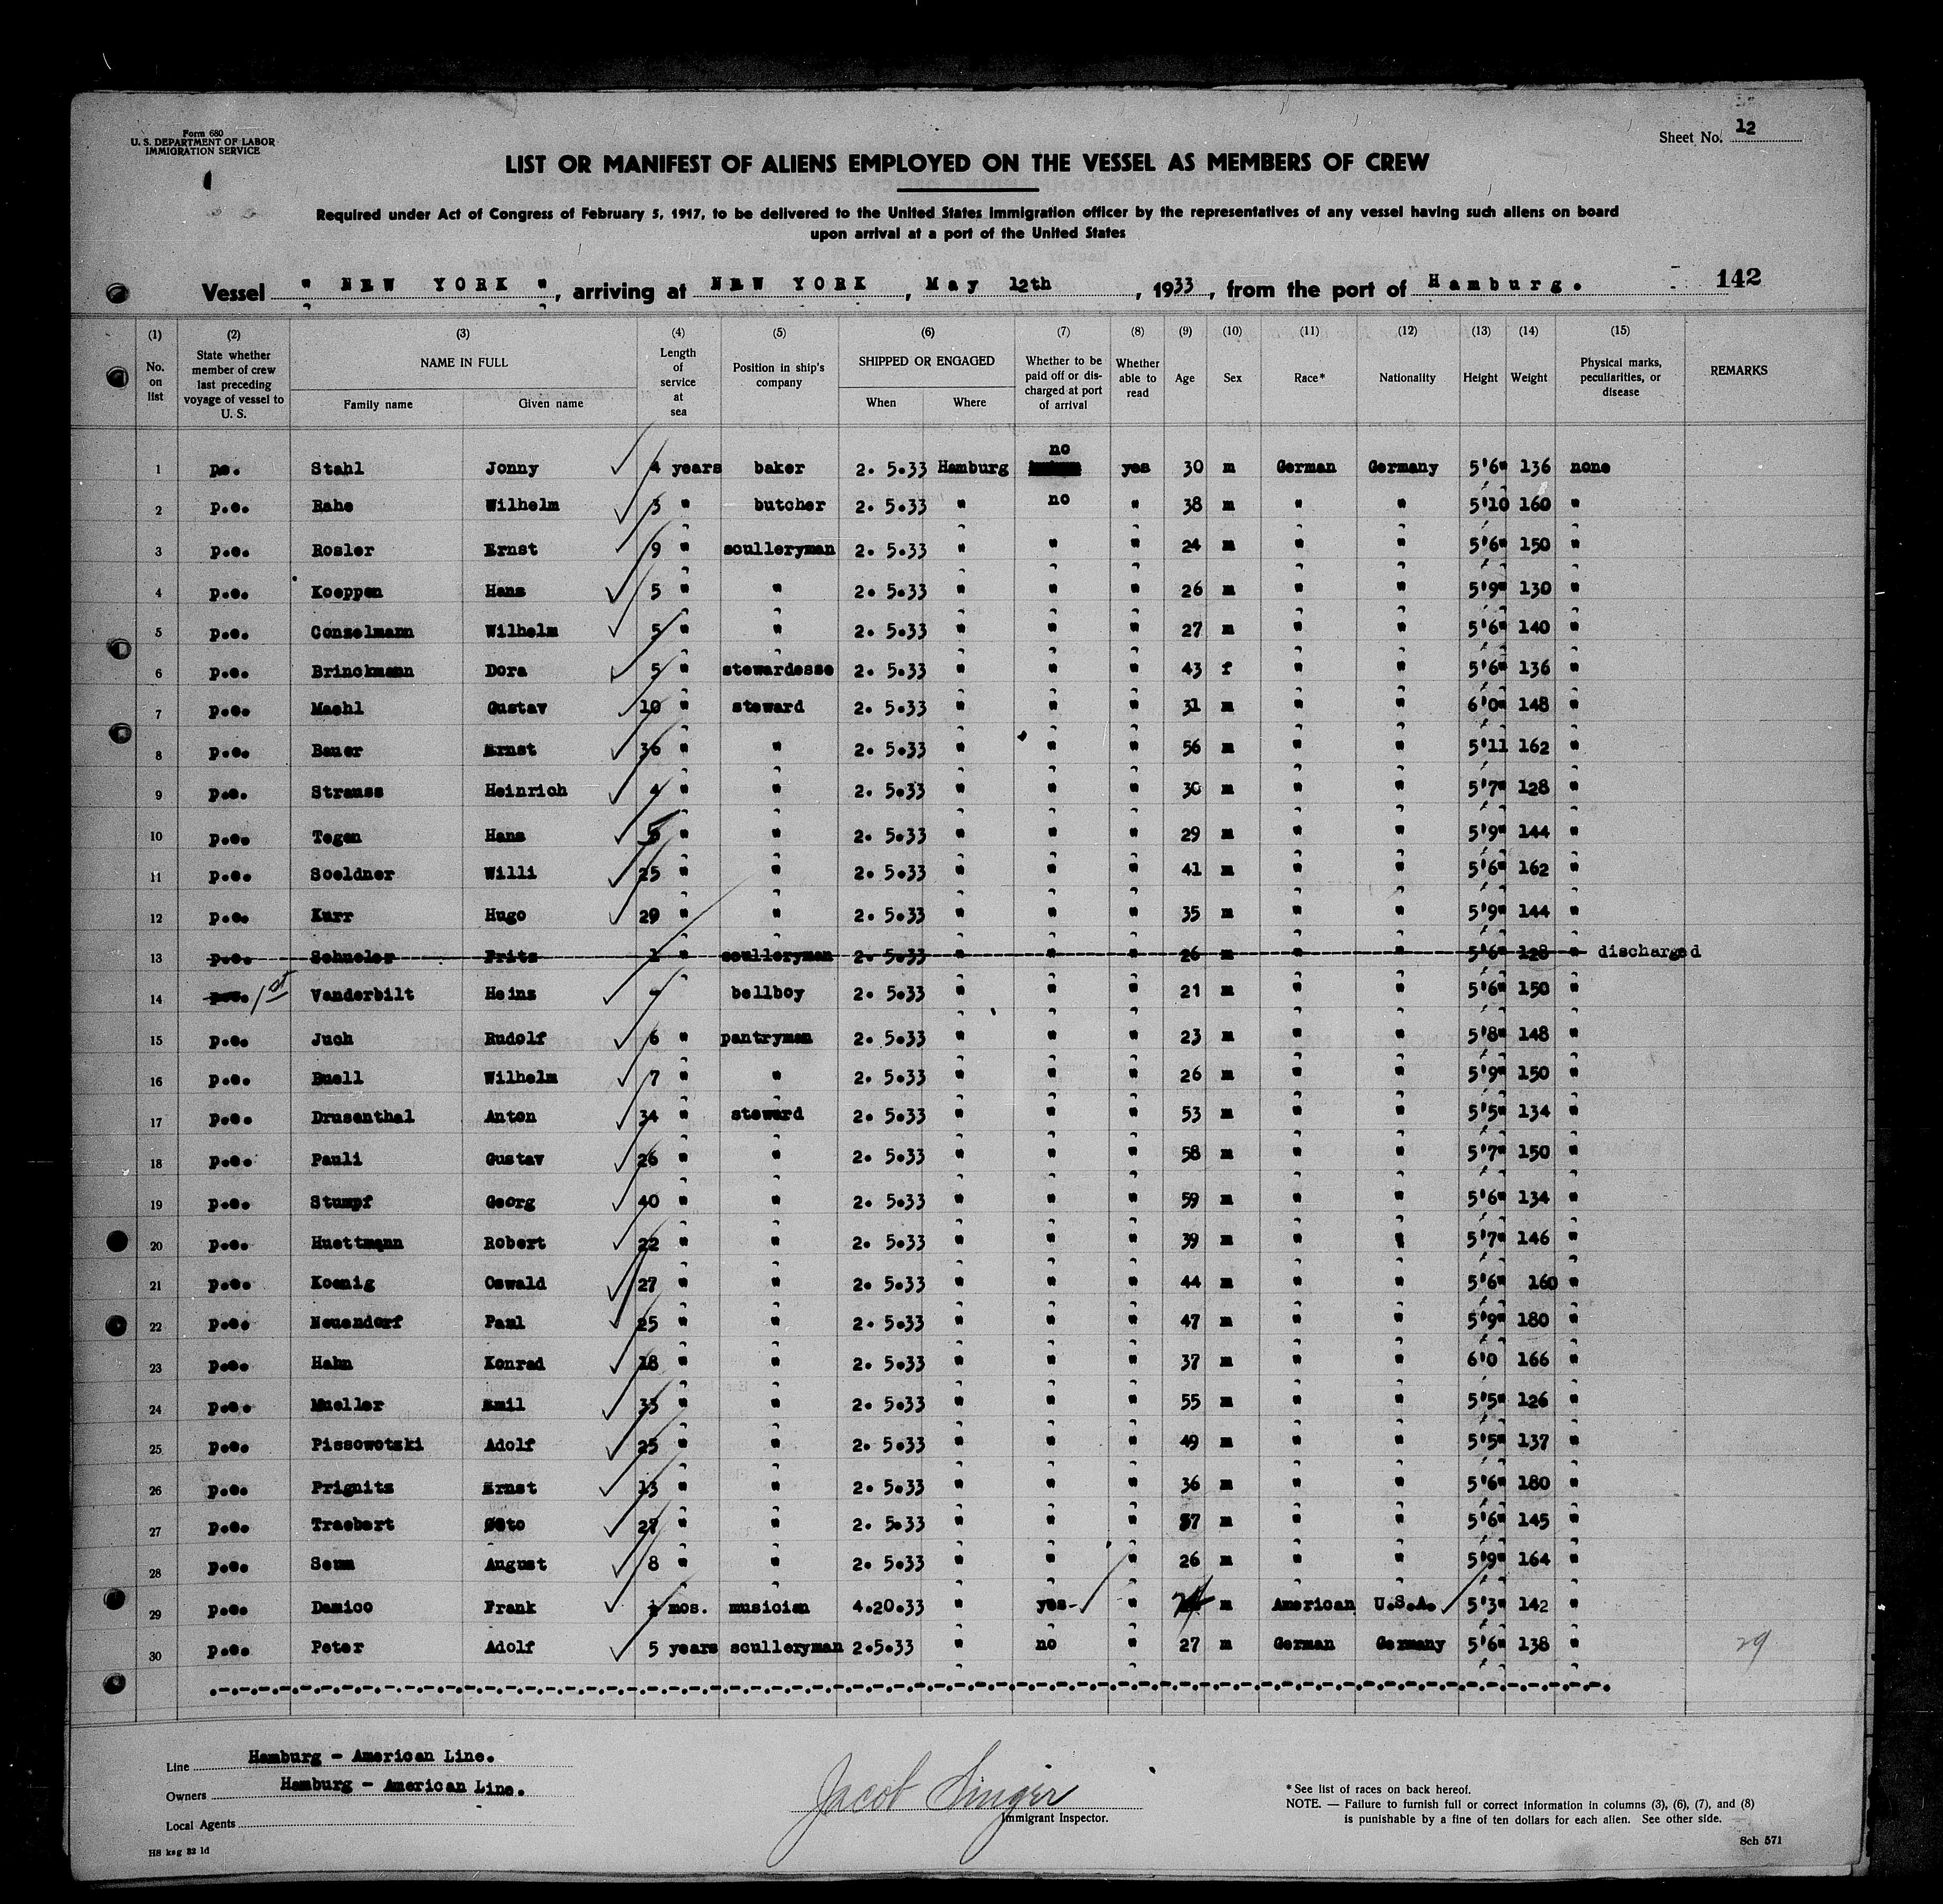 Form 680
U. S. DEPARTMENT OF LABOR
IMMIGRATION SERVICE
Sheet No. 12
LIST OR MANIFEST OF ALIENS EMPLOYED ON THE VESSEL AS MEMBERS OF CREW
Required under Act of Congress of February 5, 1917, to be delivered to the United States immigration officer by the representatives of any vessel having such aliens on board
upon arrival at a port of the United States
Vessel " NEW YORK ", arriving at NEW YORK, May 12th, 1933, from the port of Hamburg. 142
(1) No. on list (2) State whether member of crew last preceding voyage of vessel to U. S. (3) NAME IN FULL Family name Given name (4) Length of service at sea (5) Position in ship's company (6) SHIPPED OR ENGAGED When Where (7) Whether to be paid off or discharged at port of arrival (8) Whether able to read (9) Age (10) Sex (11) Race* (12) Nationality (13) Height (14) Weight (15) Physical marks, peculiarities, or disease REMARKS
1 pe. Stahl Jonny 4 years baker 2. 5.33 Hamburg no yes 30 m German Germany 5'6" 136 none
2 p.e. Rahe Wilhelm 3 " butcher 2. 5.33 " no " 38 m " " 5'10 160 "
3 p.e. Rosler Ernst 9 " sculleryman 2. 5.33 " " " 24 m " " 5'6" 150 "
4 p.e. Koeppen Hans 5 " " 2. 5.33 " " " 26 m " " 5'9" 130 "
5 p.e. Conzelmann Wilhelm 5 " " 2. 5.33 " " " 27 m " " 5'6" 140 "
6 p.e. Brinckmann Dora 5 " stewardesse 2. 5.33 " " " 43 f " " 5'6" 136 "
7 p.e. Maehl Gustav 10 " steward 2. 5.33 " " " 31 m " " 6'0" 148 "
8 p.e. Bauer Ernst 36 " " 2. 5.33 " " " 56 m " " 5'11 162 "
9 p.e. Strauss Heinrich 4 " " 2. 5.33 " " " 30 m " " 5'7" 128 "
10 p.e. Tegen Hans 5 " " 2. 5.33 " " " 29 m " " 5'9" 144 "
11 p.e. Soeldner Willi 25 " " 2. 5.33 " " " 41 m " " 5'6" 162 "
12 p.e. Kurr Hugo 29 " " 2. 5.33 " " " 35 m " " 5'9" 144 "
13 p.e. Schueler Fritz 1 " sculleryman 2. 5.33 " " " 26 m " " 5'6" 128 " discharged
14 p.e. 1st Vanderbilt Heinz - bellboy 2. 5.33 " " " 21 m " " 5'6" 150 "
15 p.e. Juch Rudolf 6 " pantryman 2. 5.33 " " " 23 m " " 5'8" 148 "
16 p.e. Buell Wilhelm 7 " " 2. 5.33 " " " 26 m " " 5'9" 150 "
17 p.e. Drusenthal Anton 34 " steward 2. 5.33 " " " 53 m " " 5'5" 134 "
18 p.e. Pauli Gustav 26 " " 2. 5.33 " " " 58 m " " 5'7" 150 "
19 p.e. Stumpf Georg 40 " " 2. 5.33 " " " 59 m " " 5'6" 134 "
20 p.e. Huettmann Robert 22 " " 2. 5.33 " " " 39 m " " 5'7" 146 "
21 p.e. Koenig Oswald 27 " " 2. 5.33 " " " 44 m " " 5'6" 160 "
22 p.e. Neuendorf Paul 25 " " 2. 5.33 " " " 47 m " " 5'9" 180 "
23 p.e. Hahn Konrad 18 " " 2. 5.33 " " " 37 m " " 6'0 166 "
24 p.e. Mueller Emil 33 " " 2. 5.33 " " " 55 m " " 5'5" 126 "
25 p.e. Pissowotzki Adolf 25 " " 2. 5.33 " " " 49 m " " 5'5" 137 "
26 p.e. Prignitz Ernst 13 " " 2. 5.33 " " " 36 m " " 5'6" 180 "
27 p.e. Traebert Otto 27 " " 2. 5.33 " " " 57 m " " 5'6" 145 "
28 p.e. Seum August 8 " " 2. 5.33 " " " 26 m " " 5'9" 164 "
29 p.e. Damico Frank ½ mos. musician 4.20.33 " yes- " 24 m American U.S.A. 5'3" 142 "
30 p.e. Peter Adolf 5 years sculleryman 2.5.33 " no " 27 m German Germany 5'6" 138 " 29
Line Hamburg - American Line.
Owners Hamburg - American Line.
Local Agents
H8 ksg 32 1d
Jacob Singer
Immigrant Inspector.
* See list of races on back hereof.
NOTE. — Failure to furnish full or correct information in columns (3), (6), (7), and (8)
is punishable by a fine of ten dollars for each alien. See other side.
Sch 571